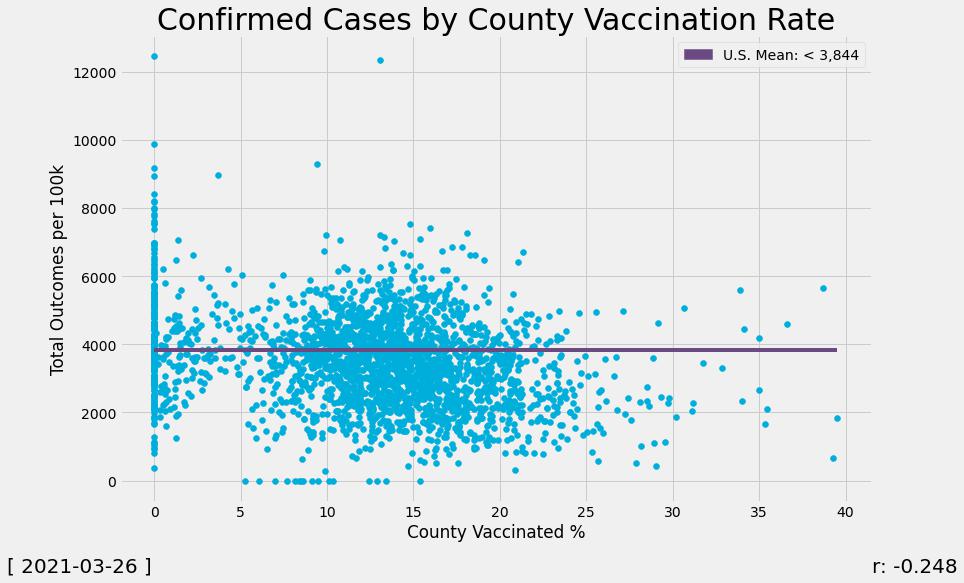 Confirmed Cases by County Vaccination Rate
U.S. Mean: < 3,844
12000
10000
8000
6000
4000
2000
0
Total Outcomes per 100k
0 5 10 15 20 25 30 35 40
County Vaccinated %
[ 2021-03-26 ]
r: -0.248